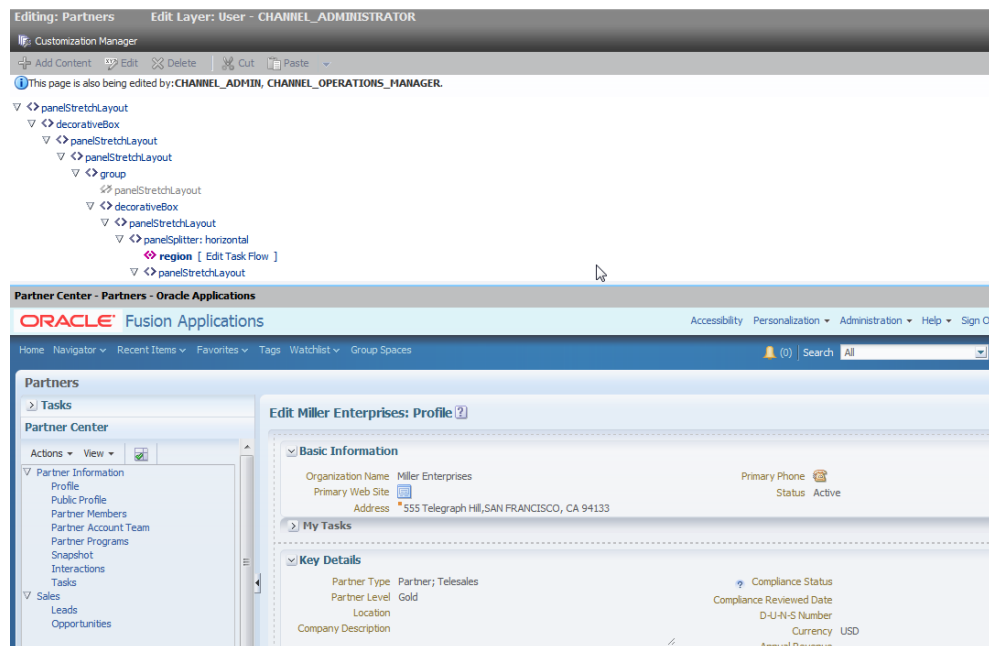 Editing: Partners Edit Layer: User - CHANNEL_ADMINISTRATOR
Customization Manager
Add Content Edit Delete Cut Paste
This page is also being edited by:CHANNEL_ADMIN, CHANNEL_OPERATIONS_MANAGER.
panelStretchLayout
decorativeBox
panelStretchLayout
panelStretchLayout
group
panelStretchLayout
decorativeBox
panelStretchLayout
panelSplitter: horizontal
region [ Edit Task Flow ]
panelStretchLayout
Partner Center - Partners - Oracle Applications
ORACLE Fusion Applications
Accessibility Personalization Administration Help Sign O
Home Navigator Recent Items Favorites Tags Watchlist Group Spaces (0) Search All
Partners
Tasks
Partner Center
Actions View
Partner Information
Profile
Public Profile
Partner Members
Partner Account Team
Partner Programs
Snapshot
Interactions
Tasks
Sales
Leads
Opportunities
Edit Miller Enterprises: Profile ?
Basic Information
Organization Name Miller Enterprises Primary Phone
Primary Web Site Status Active
Address *555 Telegraph Hill,SAN FRANCISCO, CA 94133
My Tasks
Key Details
Partner Type Partner; Telesales ? Compliance Status
Partner Level Gold Compliance Reviewed Date
Location D-U-N-S Number
Company Description Currency USD
Annual Revenue